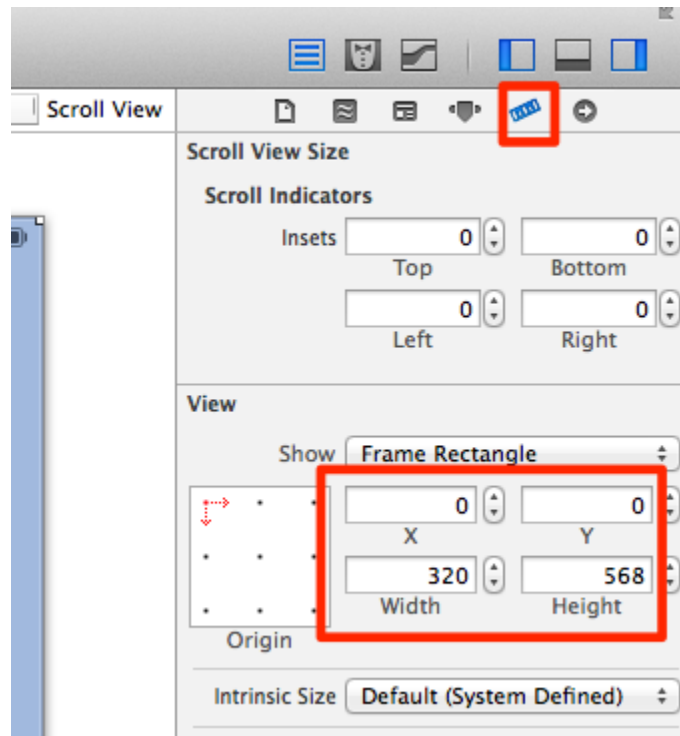 Scroll View
Scroll View Size
Scroll Indicators
Insets 0 0
Top Bottom
0 0
Left Right
View
Show Frame Rectangle
0 0
X Y
320 568
Width Height
Origin
Intrinsic Size Default (System Defined)